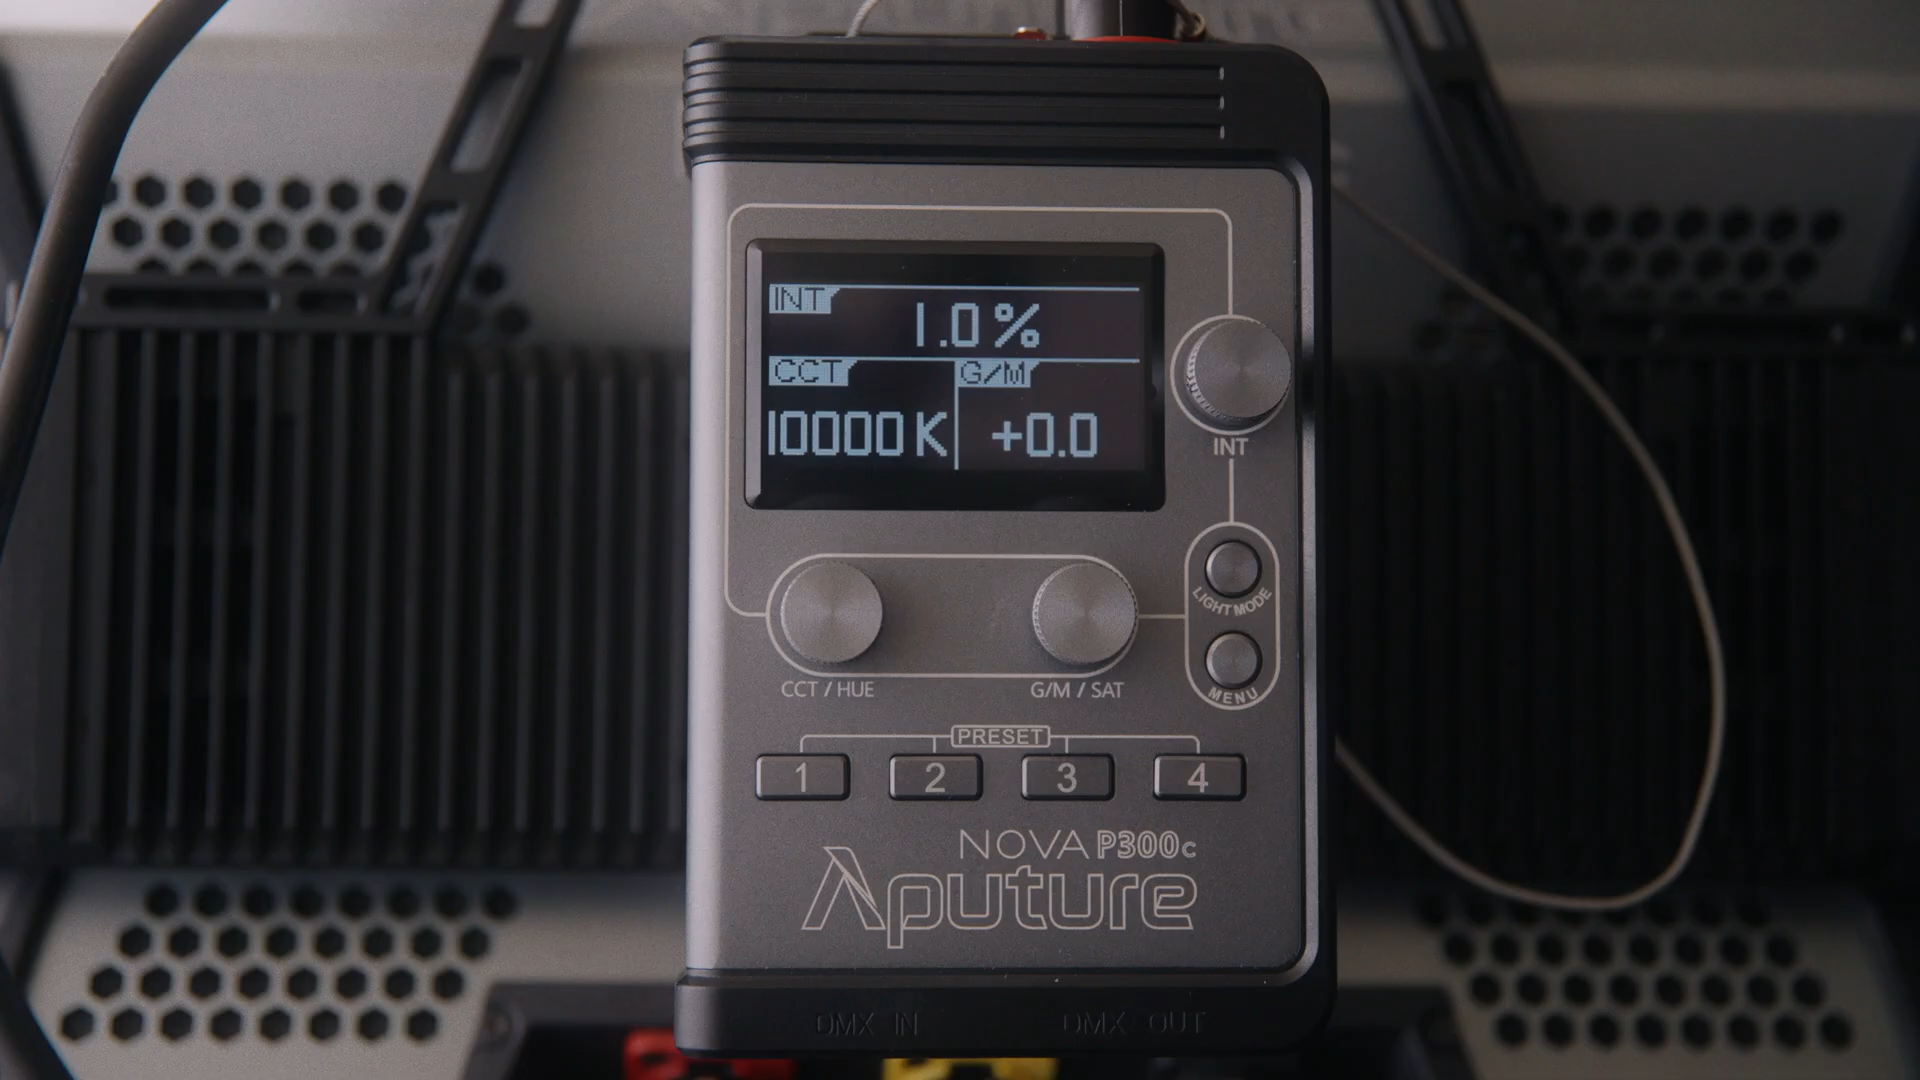 INT
1.0%
CCT
G/M
10000K
+0.0
INT
LIGHT MODE
MENU
CCT / HUE
G/M / SAT
PRESET
1 2 3 4
NOVA P300c
Aputure
DMX IN
DMX OUT